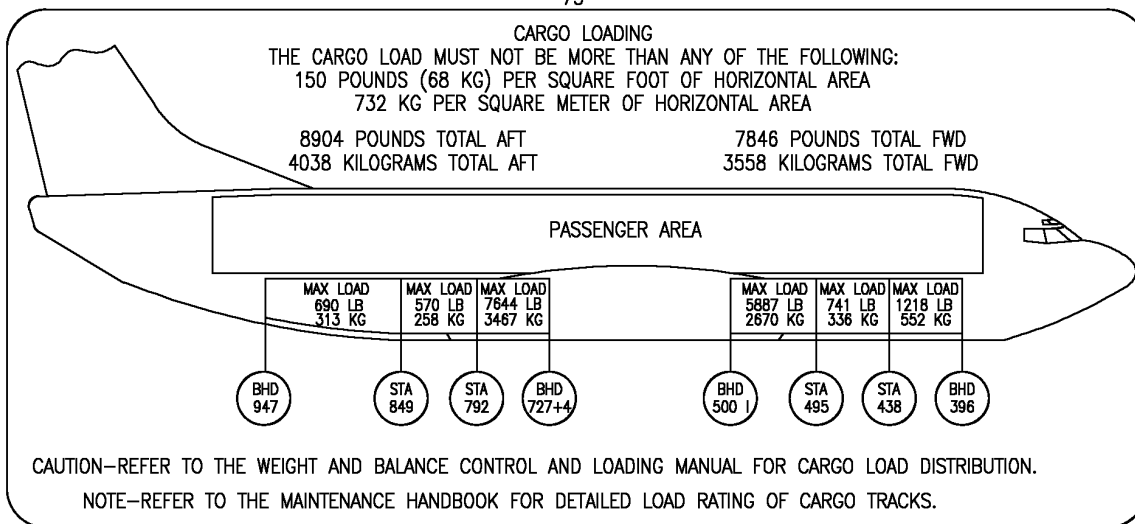 CARGO LOADING
THE CARGO LOAD MUST NOT BE MORE THAN ANY OF THE FOLLOWING:
150 POUNDS (68 KG) PER SQUARE FOOT OF HORIZONTAL AREA
732 KG PER SQUARE METER OF HORIZONTAL AREA
8904 POUNDS TOTAL AFT
4038 KILOGRAMS TOTAL AFT
7846 POUNDS TOTAL FWD
3558 KILOGRAMS TOTAL FWD
PASSENGER AREA
MAX LOAD
690 LB
313 KG
MAX LOAD
570 LB
258 KG
MAX LOAD
7644 LB
3467 KG
MAX LOAD
5887 LB
2670 KG
MAX LOAD
741 LB
336 KG
MAX LOAD
1218 LB
552 KG
BHD
947
STA
849
STA
792
BHD
727+4
BHD
500 I
STA
495
STA
438
BHD
396
CAUTION–REFER TO THE WEIGHT AND BALANCE CONTROL AND LOADING MANUAL FOR CARGO LOAD DISTRIBUTION.
NOTE–REFER TO THE MAINTENANCE HANDBOOK FOR DETAILED LOAD RATING OF CARGO TRACKS.